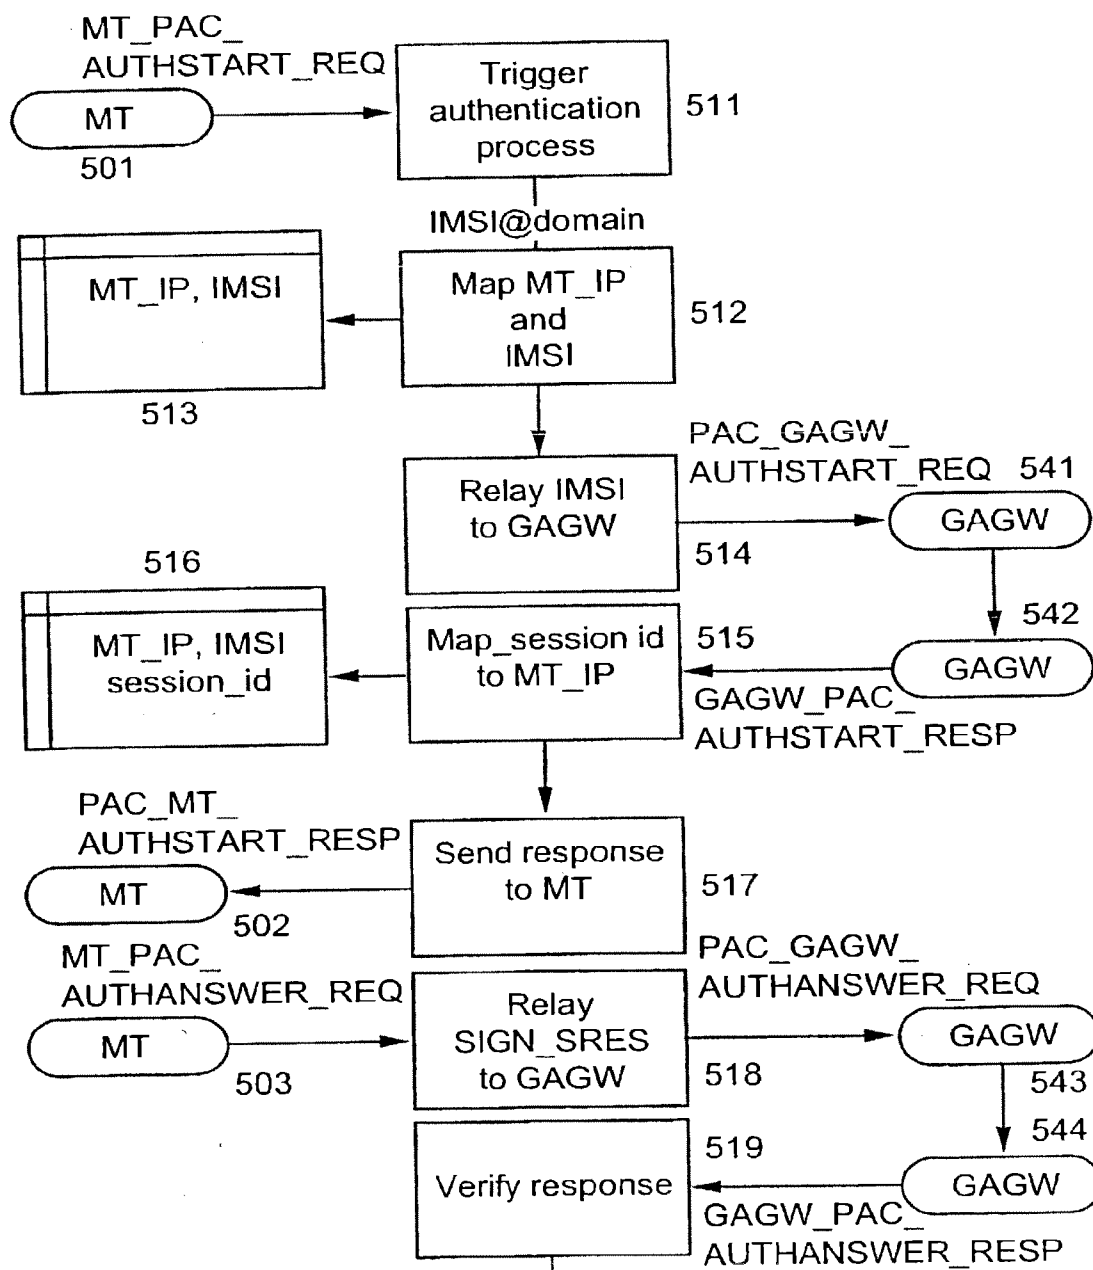 MT_PAC_
AUTHSTART_REQ
MT
501
Trigger
authentication
process
511
IMSI@domain
MT_IP, IMSI
513
Map MT_IP
and
IMSI
512
Relay IMSI
to GAGW
514
PAC_GAGW_
AUTHSTART_REQ
541
GAGW
516
MT_IP, IMSI
session_id
Map_session id
to MT_IP
515
542
GAGW
GAGW_PAC_
AUTHSTART_RESP
PAC_MT_
AUTHSTART_RESP
MT
502
Send response
to MT
517
MT_PAC_
AUTHANSWER_REQ
MT
503
Relay
SIGN_SRES
to GAGW
518
PAC_GAGW_
AUTHANSWER_REQ
GAGW
543
Verify response
519
544
GAGW
GAGW_PAC_
AUTHANSWER_RESP